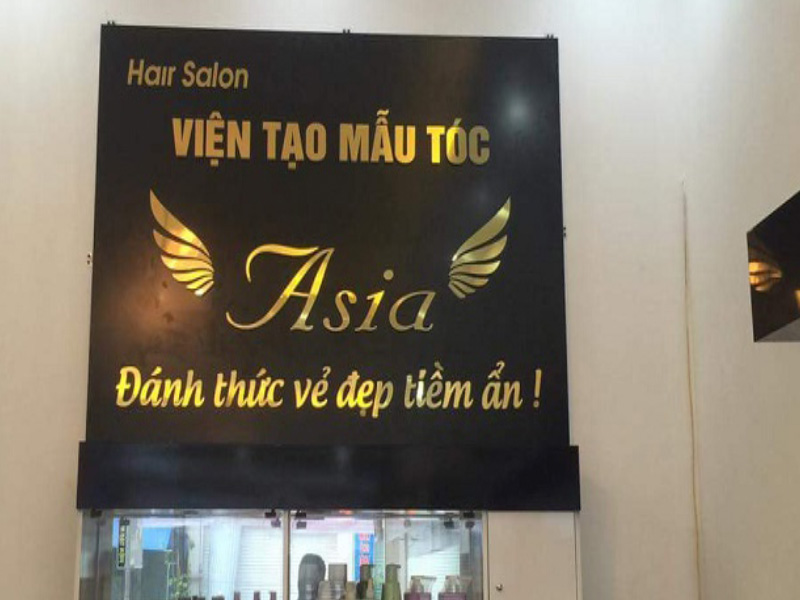 Hair Salon
VIỆN TẠO MẪU TÓC
Asia
Đánh thức vẻ đẹp tiềm ẩn !